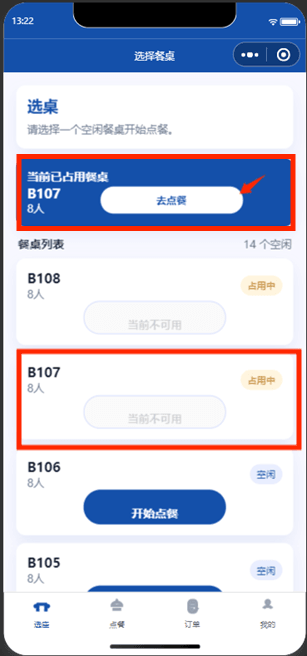 13:22
选择餐桌
选桌
请选择一个空闲餐桌开始点餐。
当前已占用餐桌
B107
8人
去点餐
餐桌列表 14 个空闲
B108
8人
占用中
当前不可用
B107
8人
占用中
当前不可用
B106
8人
空闲
开始点餐
B105
8人
空闲
选座 点餐 订单 我的